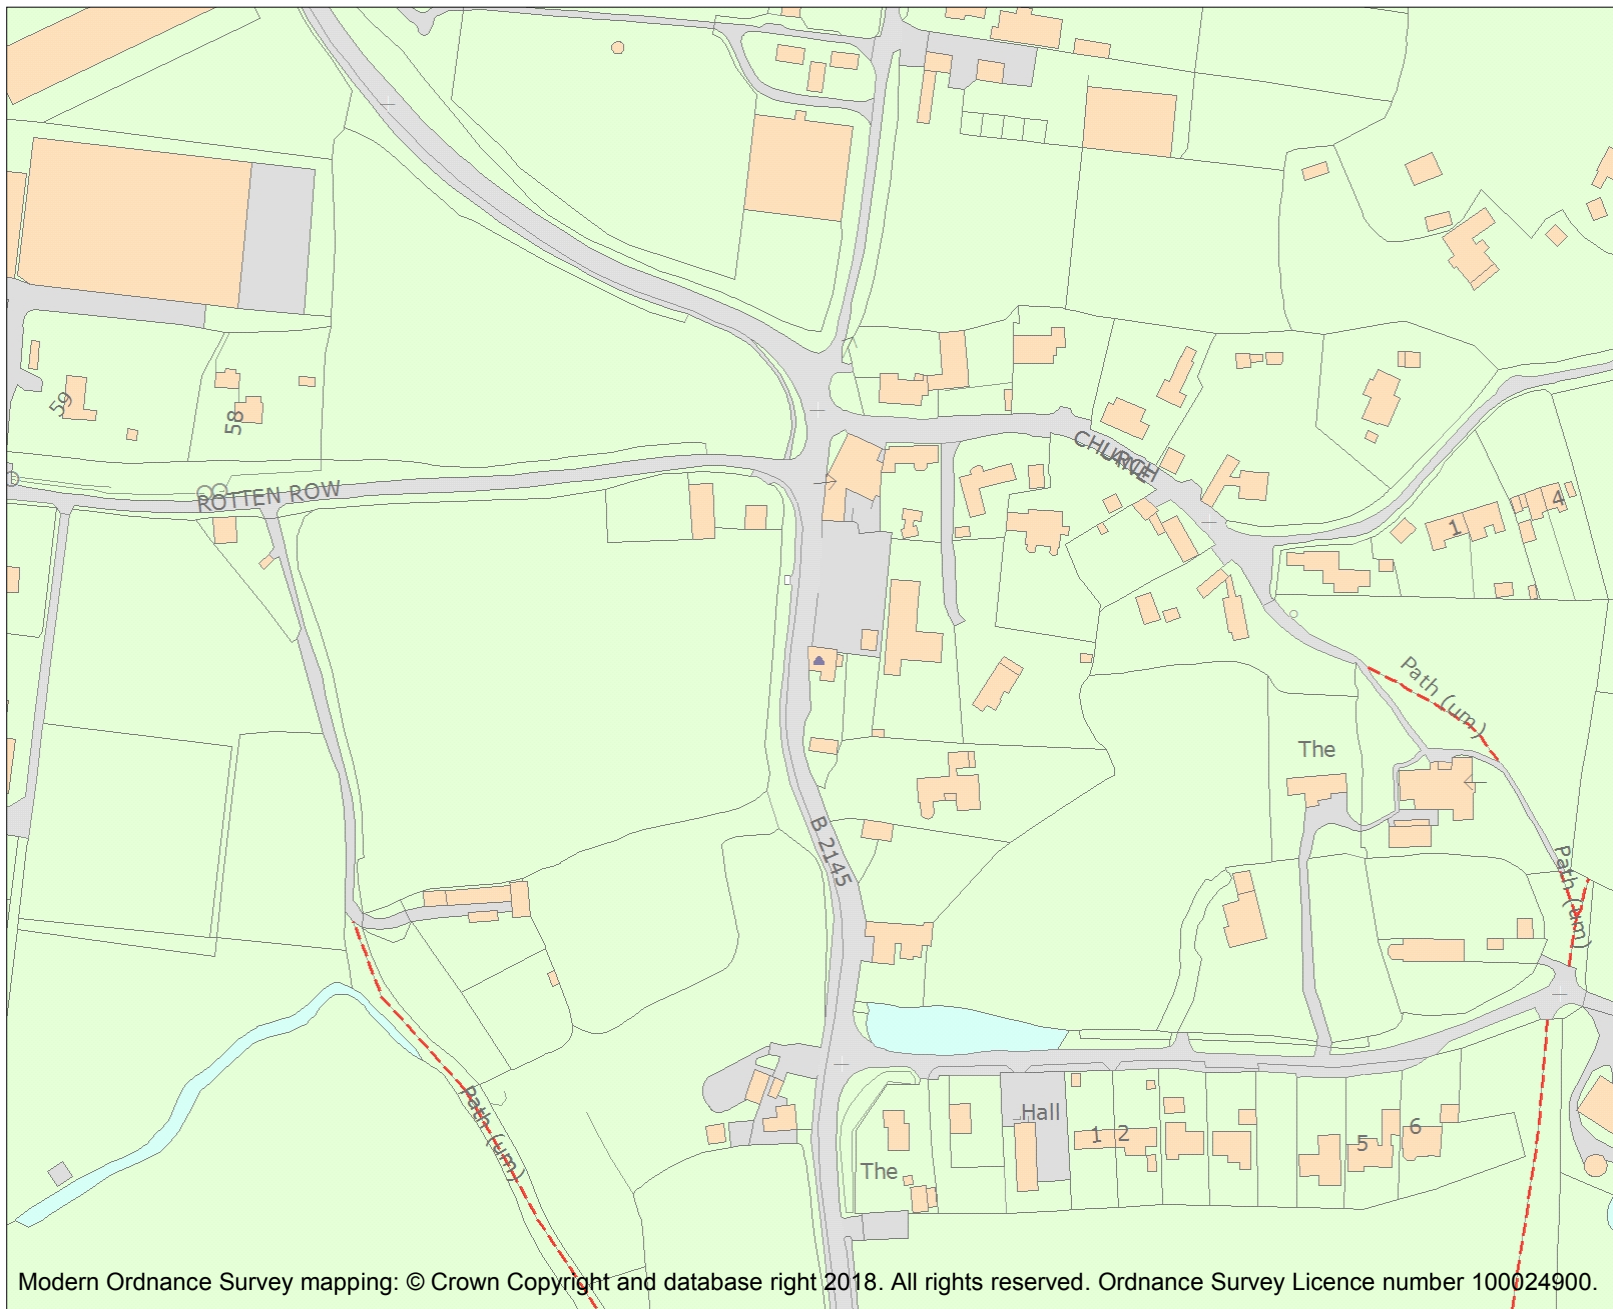 59
58
ROTTEN ROW
CHURCH
LANE
4
1
Path (um)
The
B 2145
Path (um)
Path (um)
Hall
1 2
5
6
The
Modern Ordnance Survey mapping: © Crown Copyright and database right 2018. All rights reserved. Ordnance Survey Licence number 100024900.